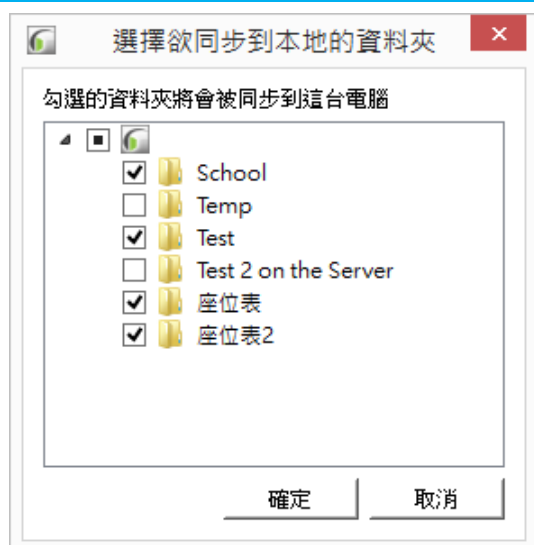 選擇欲同步到本地的資料夾
勾選的資料夾將會被同步到這台電腦
School
Temp
Test
Test 2 on the Server
座位表
座位表2
確定 取消